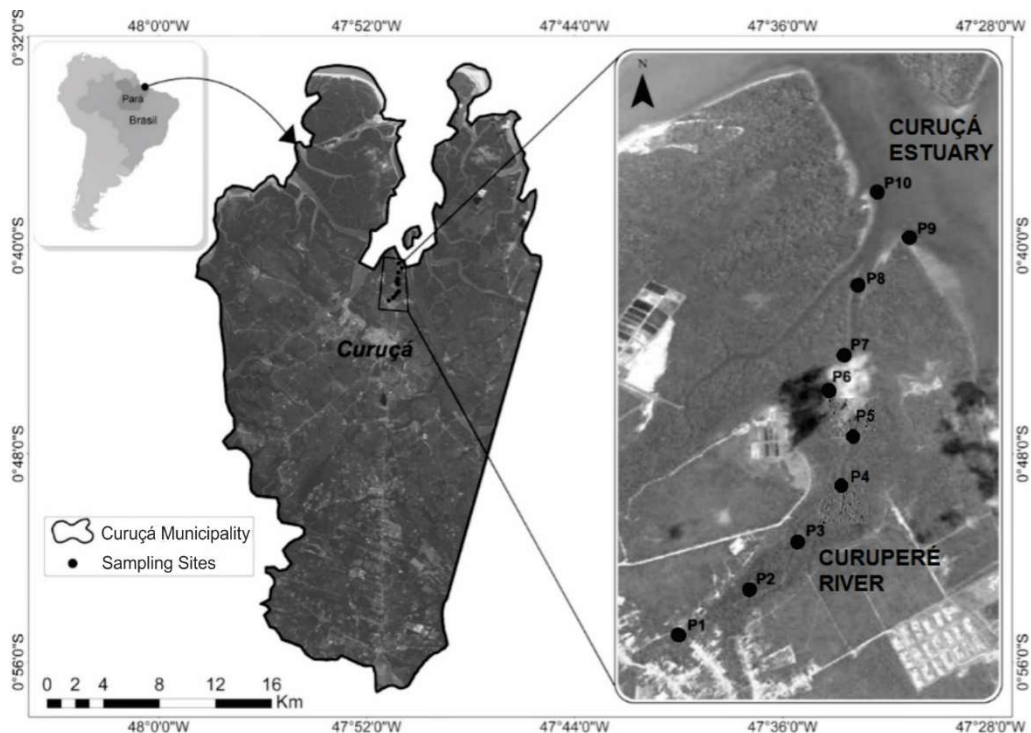 48°0'0"W
47°52'0"W
47°44'0"W
47°36'0"W
47°28'0"W
0°32'0"S
0°40'0"S
0°48'0"S
0°56'0"S
Pará
Brasil
Curuçá
Curuçá Municipality
Sampling Sites
0 2 4 8 12 16
Km
N
CURUÇÁ
ESTUARY
P10
P9
P8
P7
P6
P5
P4
P3
CURUPERÉ
RIVER
P2
P1
0°40'0"S
0°48'0"S
0°56'0"S
48°0'0"W
47°52'0"W
47°44'0"W
47°36'0"W
47°28'0"W